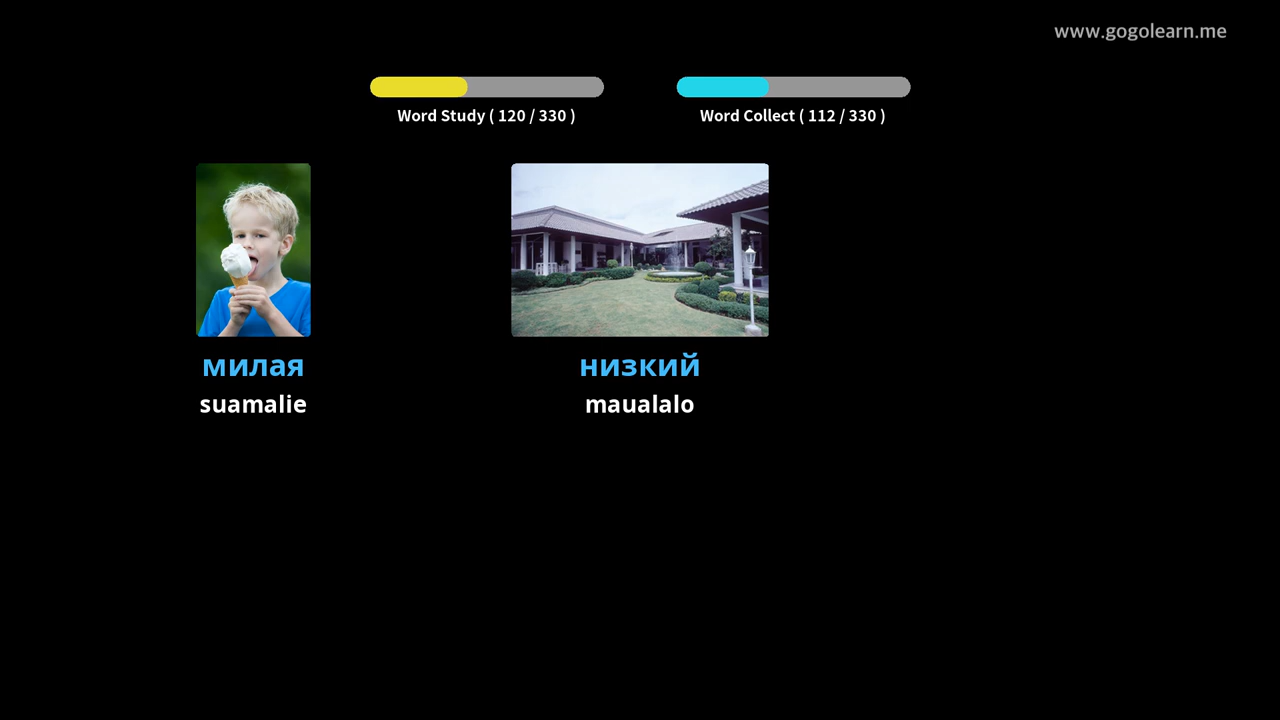 www.gogolearn.me
Word Study ( 120 / 330 )
Word Collect ( 112 / 330 )
милая
suamalie
низкий
maualalo